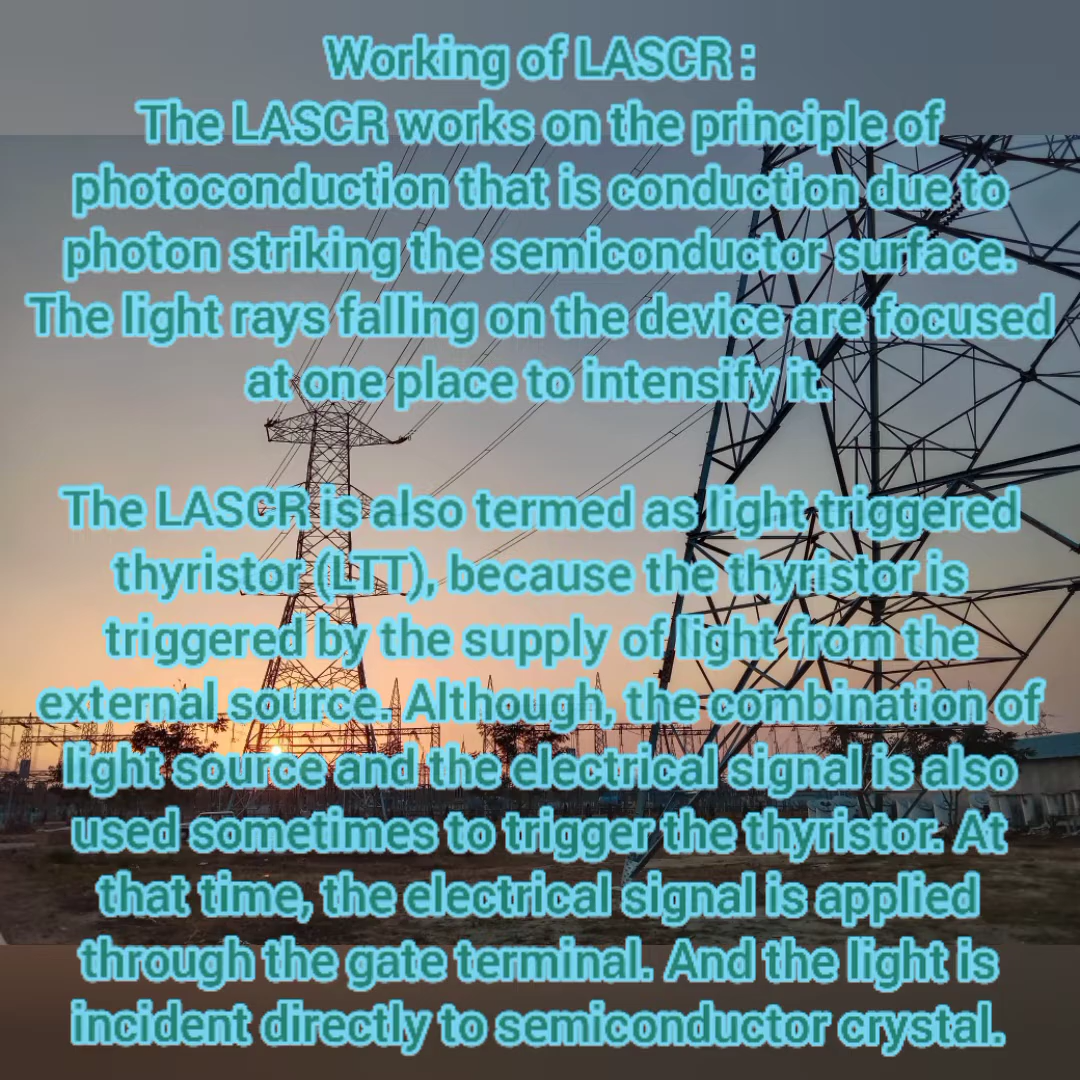 Working of LASCR :
The LASCR works on the principle of
photoconduction that is conduction due to
photon striking the semiconductor surface.
The light rays falling on the device are focused
at one place to intensify it.
The LASCR is also termed as light triggered
thyristor (LTT), because the thyristor is
triggered by the supply of light from the
external source. Although, the combination of
light source and the electrical signal is also
used sometimes to trigger the thyristor. At
that time, the electrical signal is applied
through the gate terminal. And the light is
incident directly to semiconductor crystal.